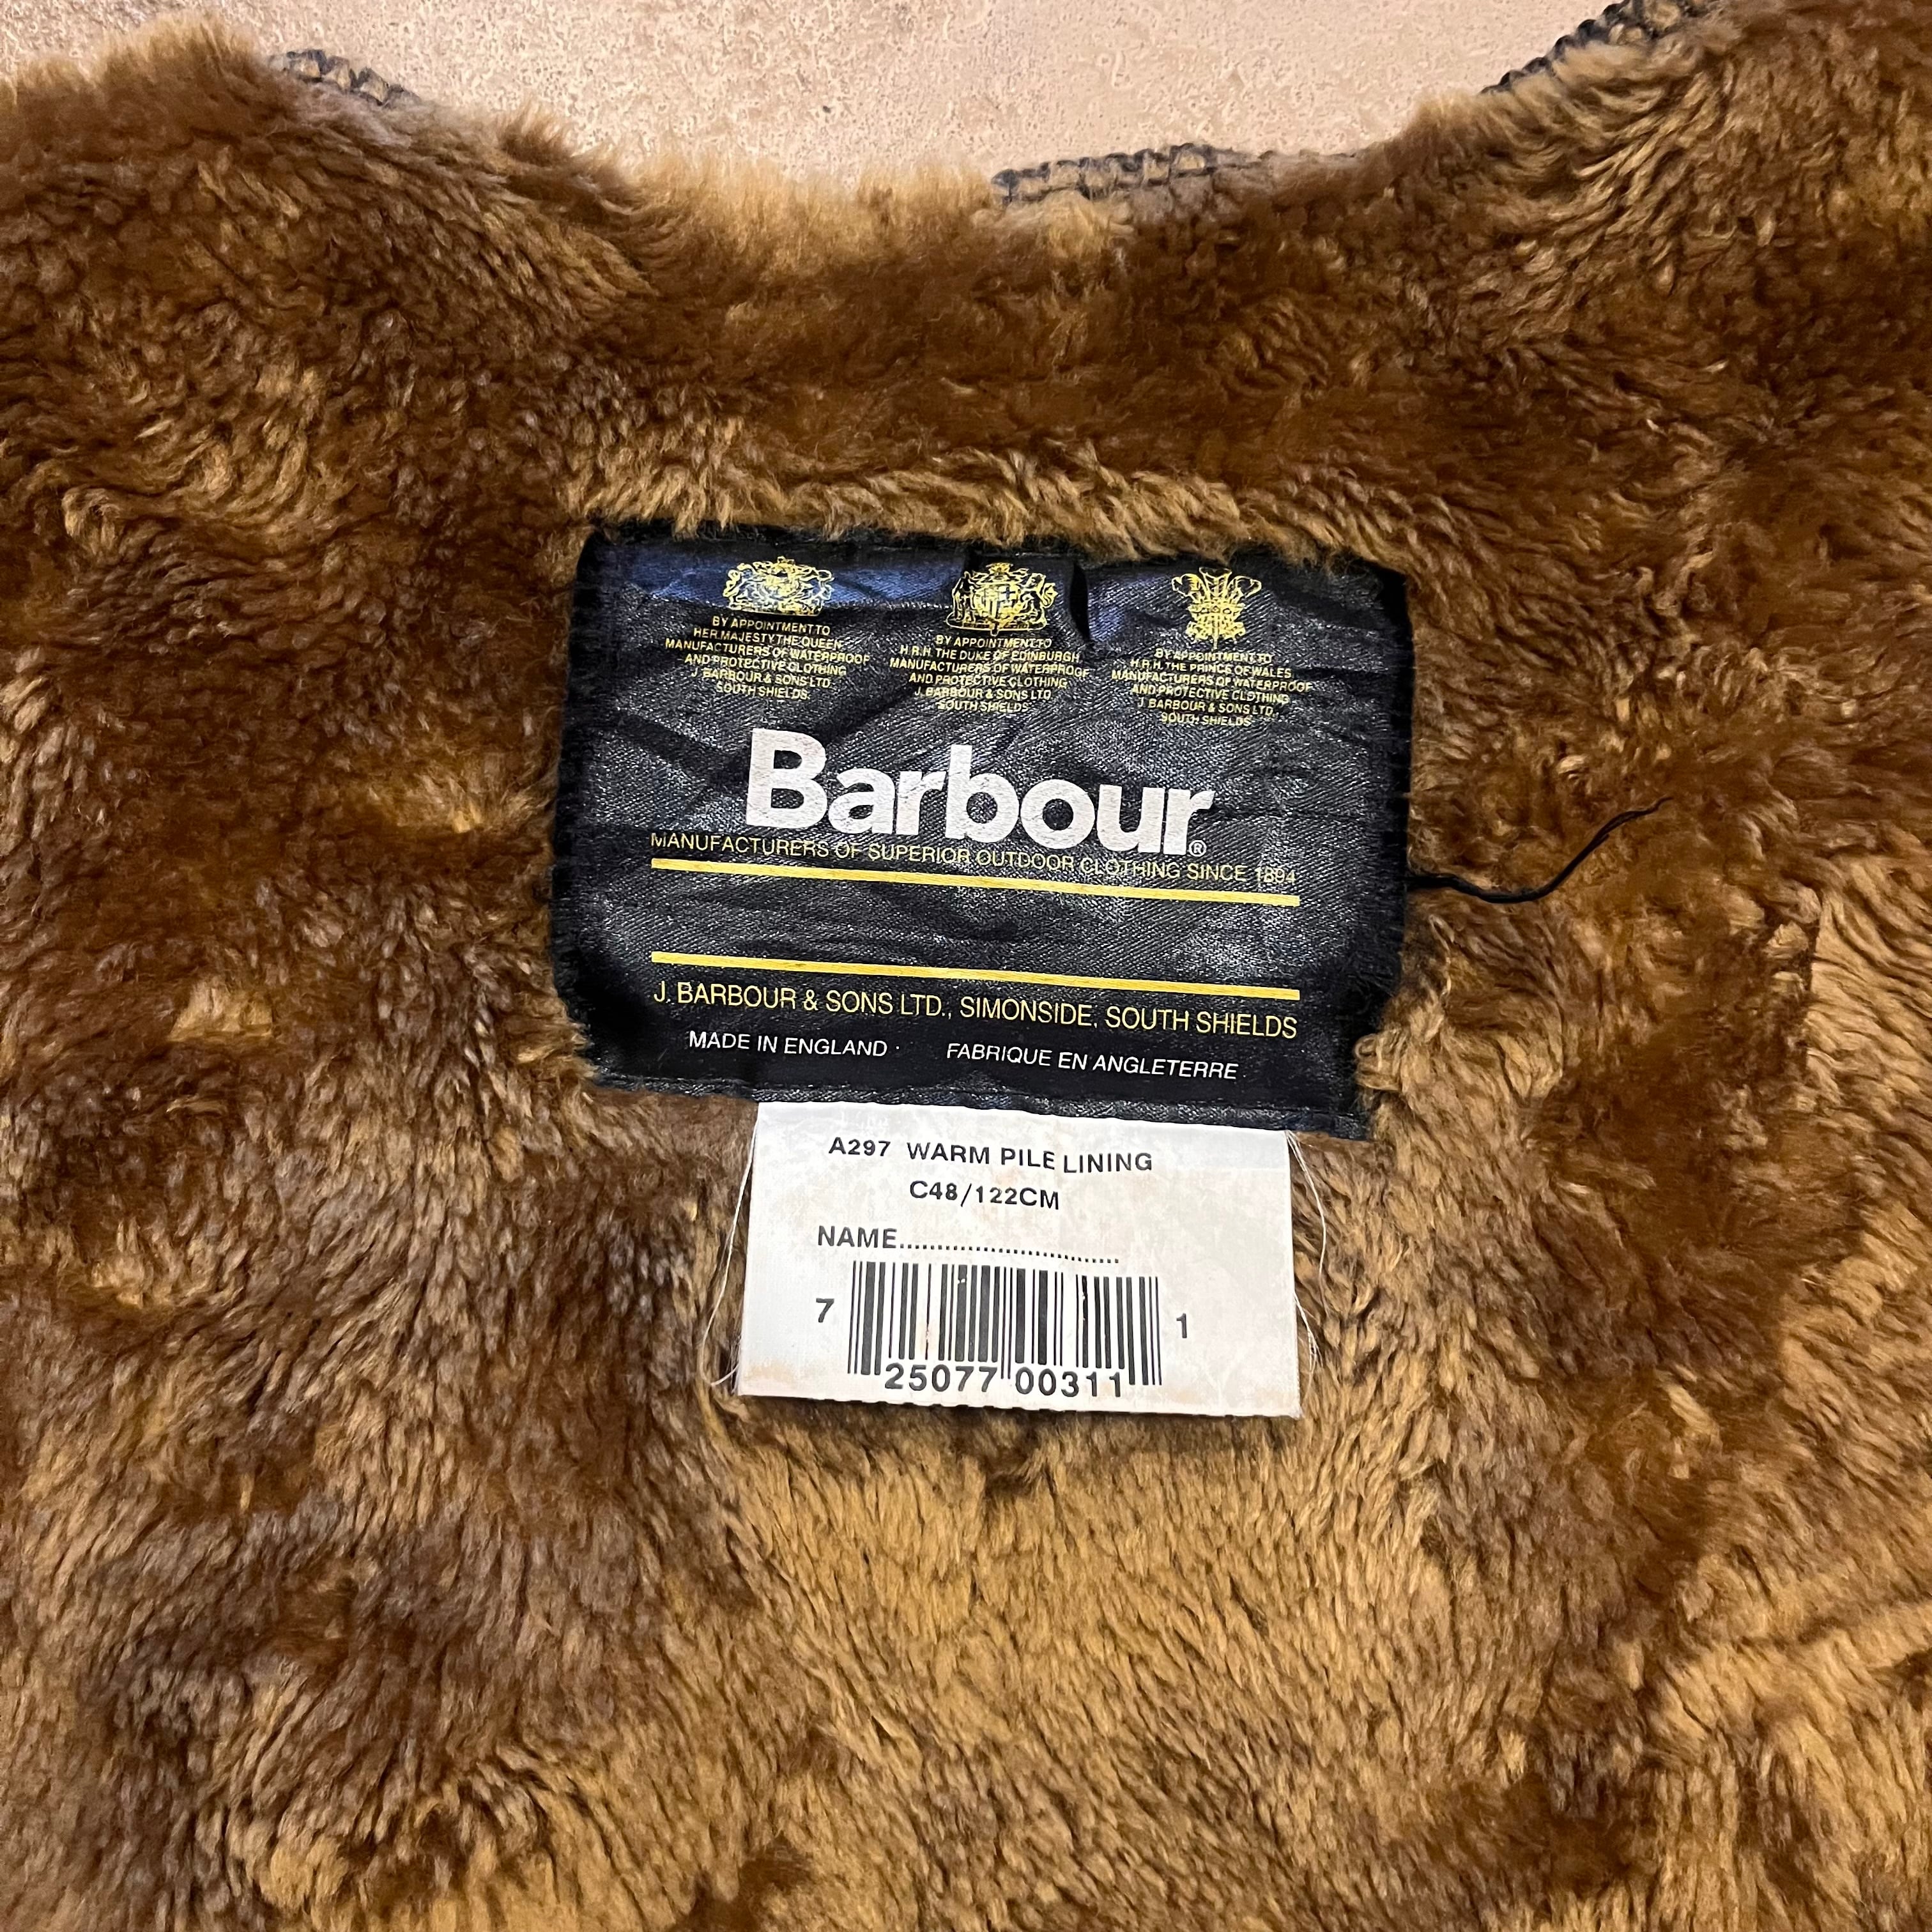 BY APPOINTMENT TO
HER MAJESTY THE QUEEN
MANUFACTURERS OF WATERPROOF
AND PROTECTIVE CLOTHING
J. BARBOUR & SONS LTD.
SOUTH SHIELDS.
BY APPOINTMENT TO
H.R.H. THE DUKE OF EDINBURGH
MANUFACTURERS OF WATERPROOF
AND PROTECTIVE CLOTHING
J. BARBOUR & SONS LTD.
SOUTH SHIELDS
BY APPOINTMENT TO
H.R.H. THE PRINCE OF WALES
MANUFACTURERS OF WATERPROOF
AND PROTECTIVE CLOTHING
J. BARBOUR & SONS LTD.
SOUTH SHIELDS
Barbour®
MANUFACTURERS OF SUPERIOR OUTDOOR CLOTHING SINCE 1894
J. BARBOUR & SONS LTD., SIMONSIDE, SOUTH SHIELDS
MADE IN ENGLAND · FABRIQUE EN ANGLETERRE
A297 WARM PILE LINING
C48/122CM
NAME..............................
7 25077 00311 1